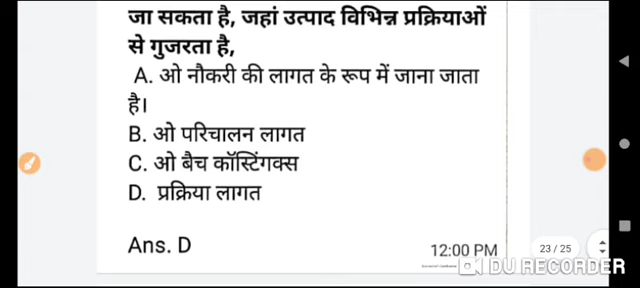 जा सकता है, जहां उत्पाद विभिन्न प्रक्रियाओं
से गुजरता है,
A. ओ नौकरी की लागत के रूप में जाना जाता
है।
B. ओ परिचालन लागत
C. ओ बैच कॉस्टिंगक्स
D. प्रक्रिया लागत
Ans. D
12:00 PM
23 / 25
DU RECORDER